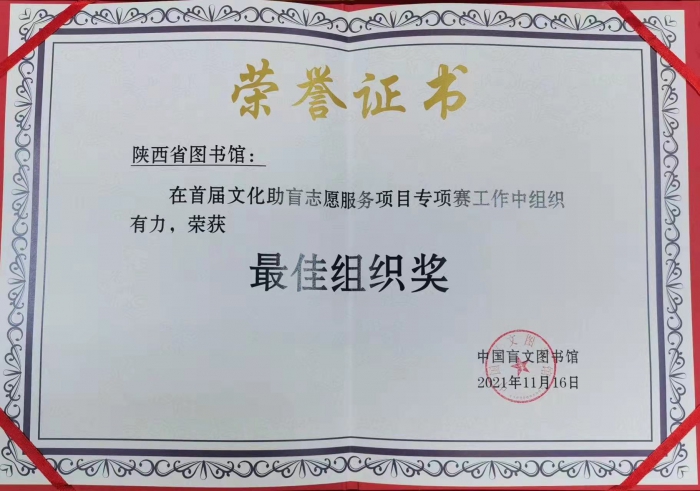 荣誉证书
陕西省图书馆：
在首届文化助盲志愿服务项目专项赛工作中组织
有力，荣获
最佳组织奖
中国盲文图书馆
2021年11月16日